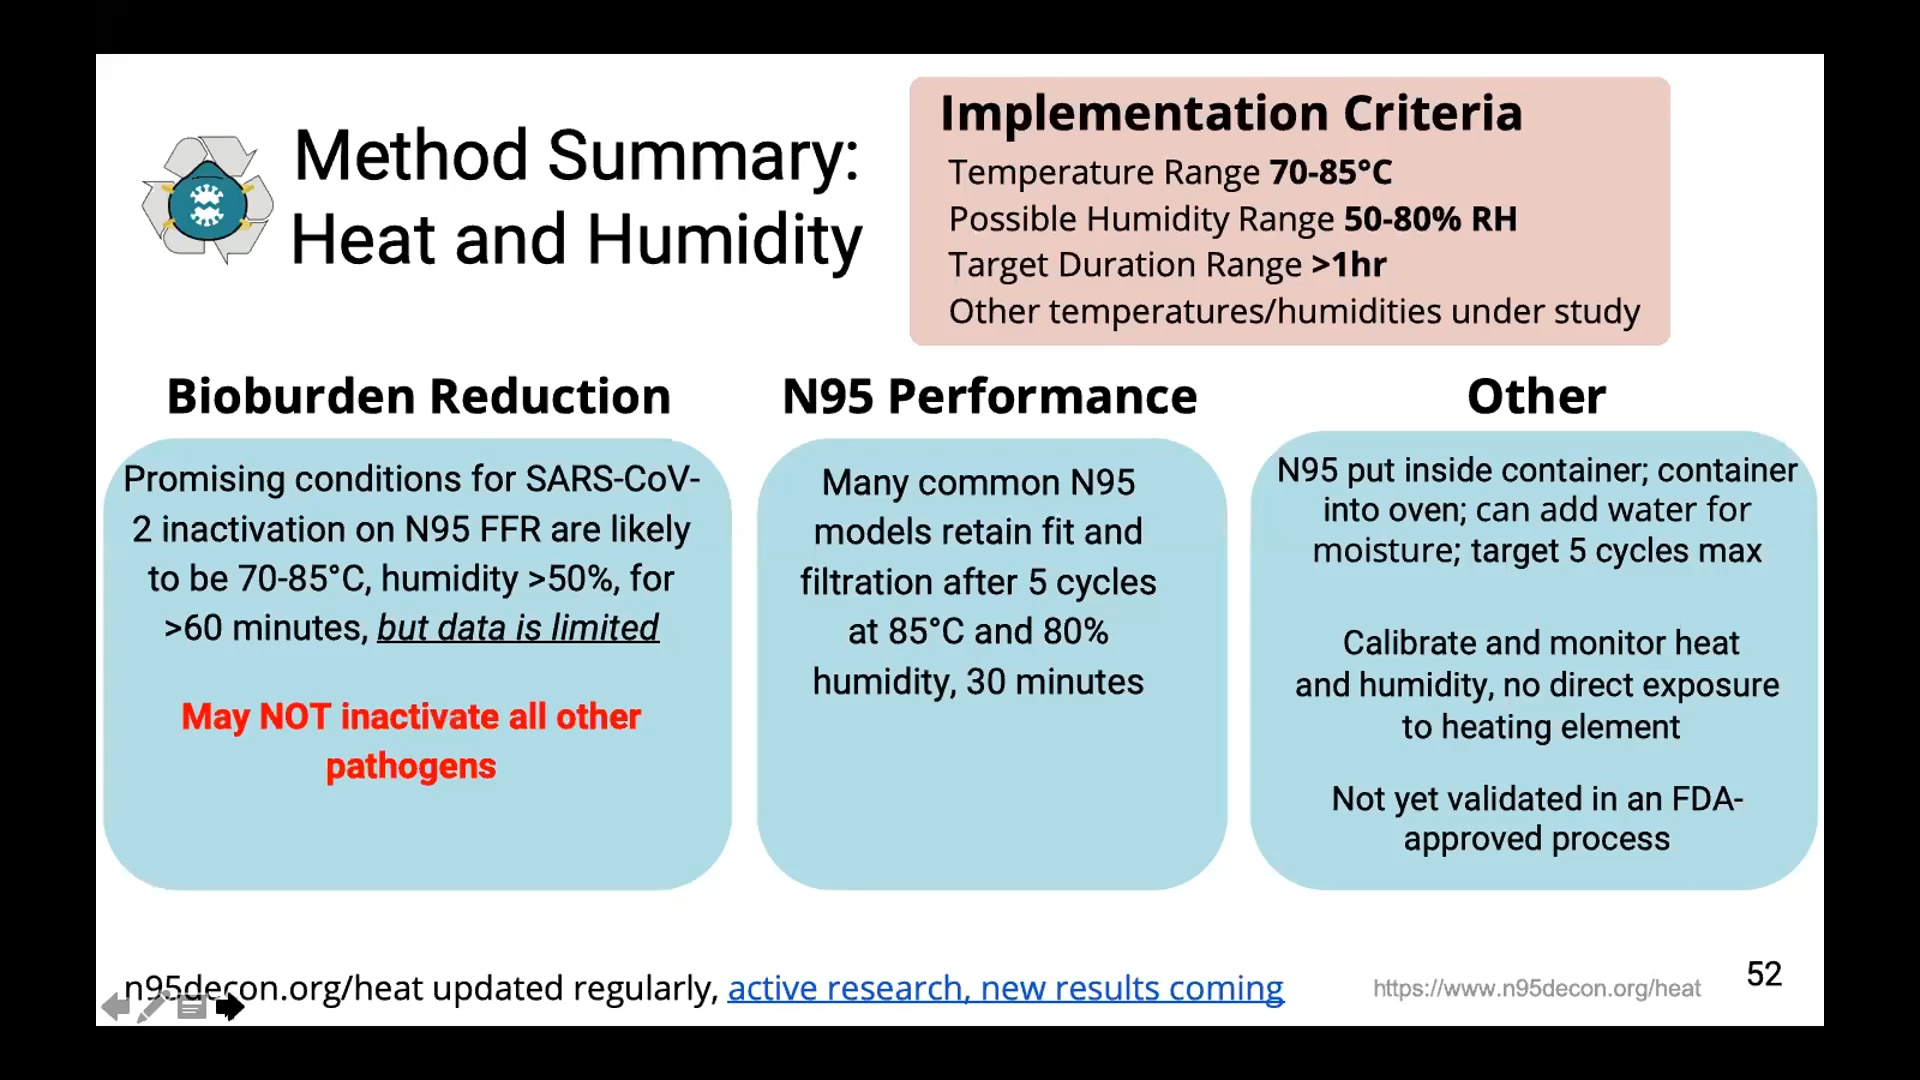 Method Summary:
Heat and Humidity
Implementation Criteria
Temperature Range 70-85°C
Possible Humidity Range 50-80% RH
Target Duration Range >1hr
Other temperatures/humidities under study
Bioburden Reduction
Promising conditions for SARS-CoV-
2 inactivation on N95 FFR are likely
to be 70-85°C, humidity >50%, for
>60 minutes, but data is limited
May NOT inactivate all other
pathogens
N95 Performance
Many common N95
models retain fit and
filtration after 5 cycles
at 85°C and 80%
humidity, 30 minutes
Other
N95 put inside container; container
into oven; can add water for
moisture; target 5 cycles max
Calibrate and monitor heat
and humidity, no direct exposure
to heating element
Not yet validated in an FDA-
approved process
n95decon.org/heat updated regularly, active research, new results coming
https://www.n95decon.org/heat
52